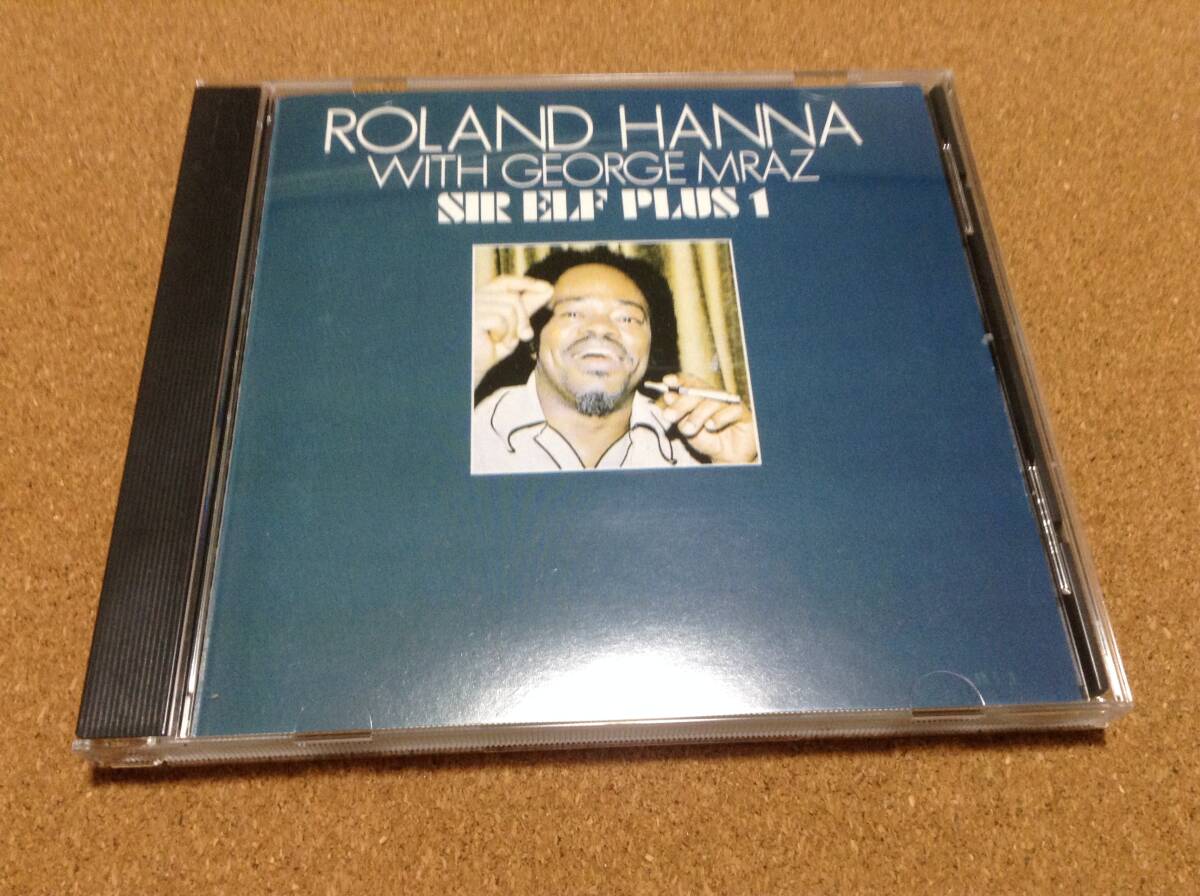 ROLAND HANNA
WITH GEORGE MRAZ
SIR ELF PLUS 1